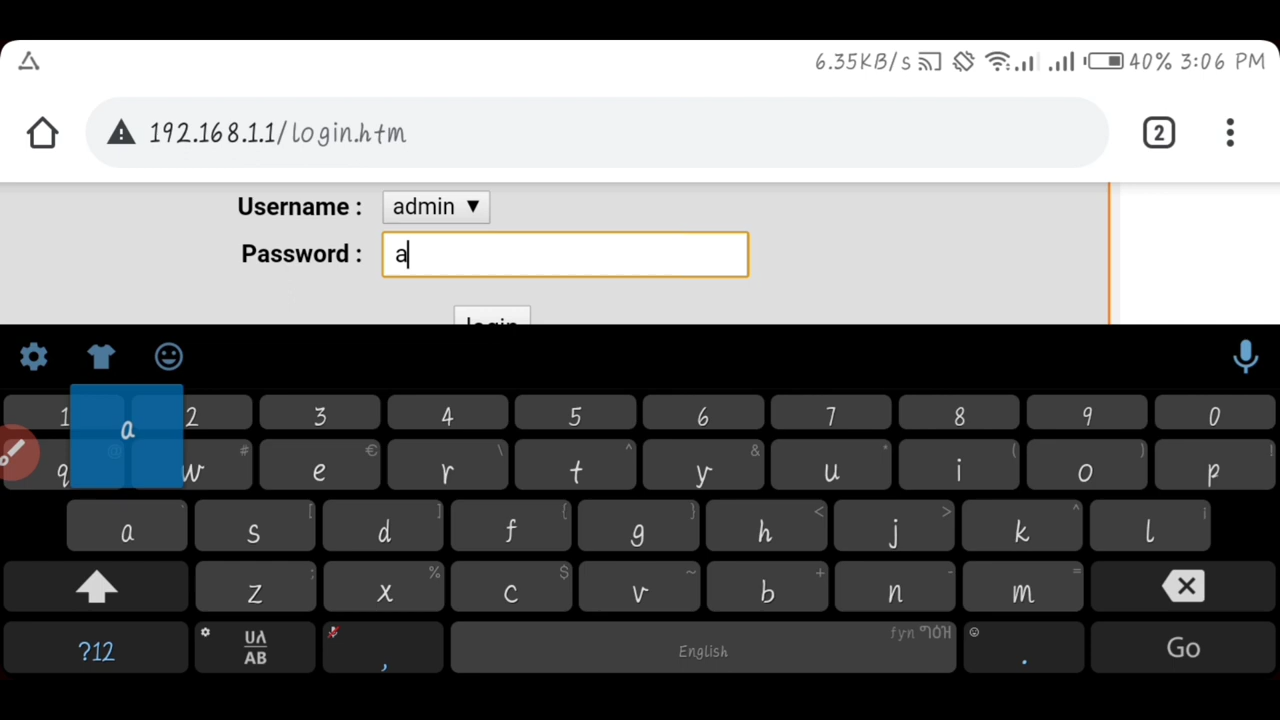 6.35KB/s 40% 3:06 PM
192.168.1.1/login.htm 2
Username : admin ▼
Password : a
login
a
1 2 3 4 5 6 7 8 9 0
q @ w # e € r \ t ^ y & u * i ( o ) p !
a ` s [ d ] f { g } h < j > k ^ l ¡
z ; x % c $ v ~ b + n - m =
?12 AB , English . Go